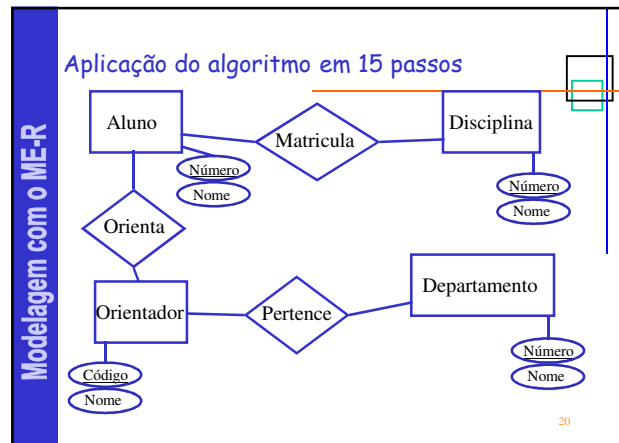 Aplicação do algoritmo em 15 passos
Modelagem com o ME-R
Aluno
Matricula
Disciplina
Número
Nome
Número
Nome
Orienta
Orientador
Pertence
Departamento
Código
Nome
Número
Nome
20